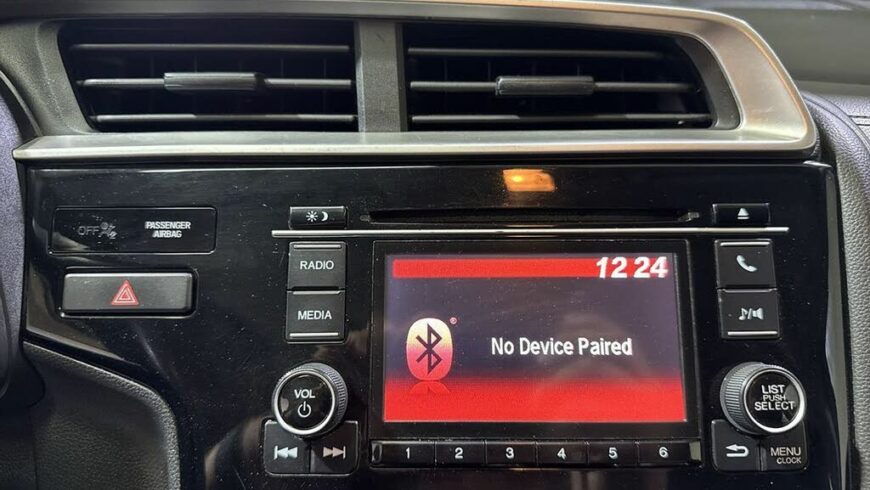 OFF
PASSENGER
AIRBAG
RADIO
MEDIA
VOL
12 24
®
No Device Paired
1 2 3 4 5 6
LIST
PUSH
SELECT
MENU
CLOCK